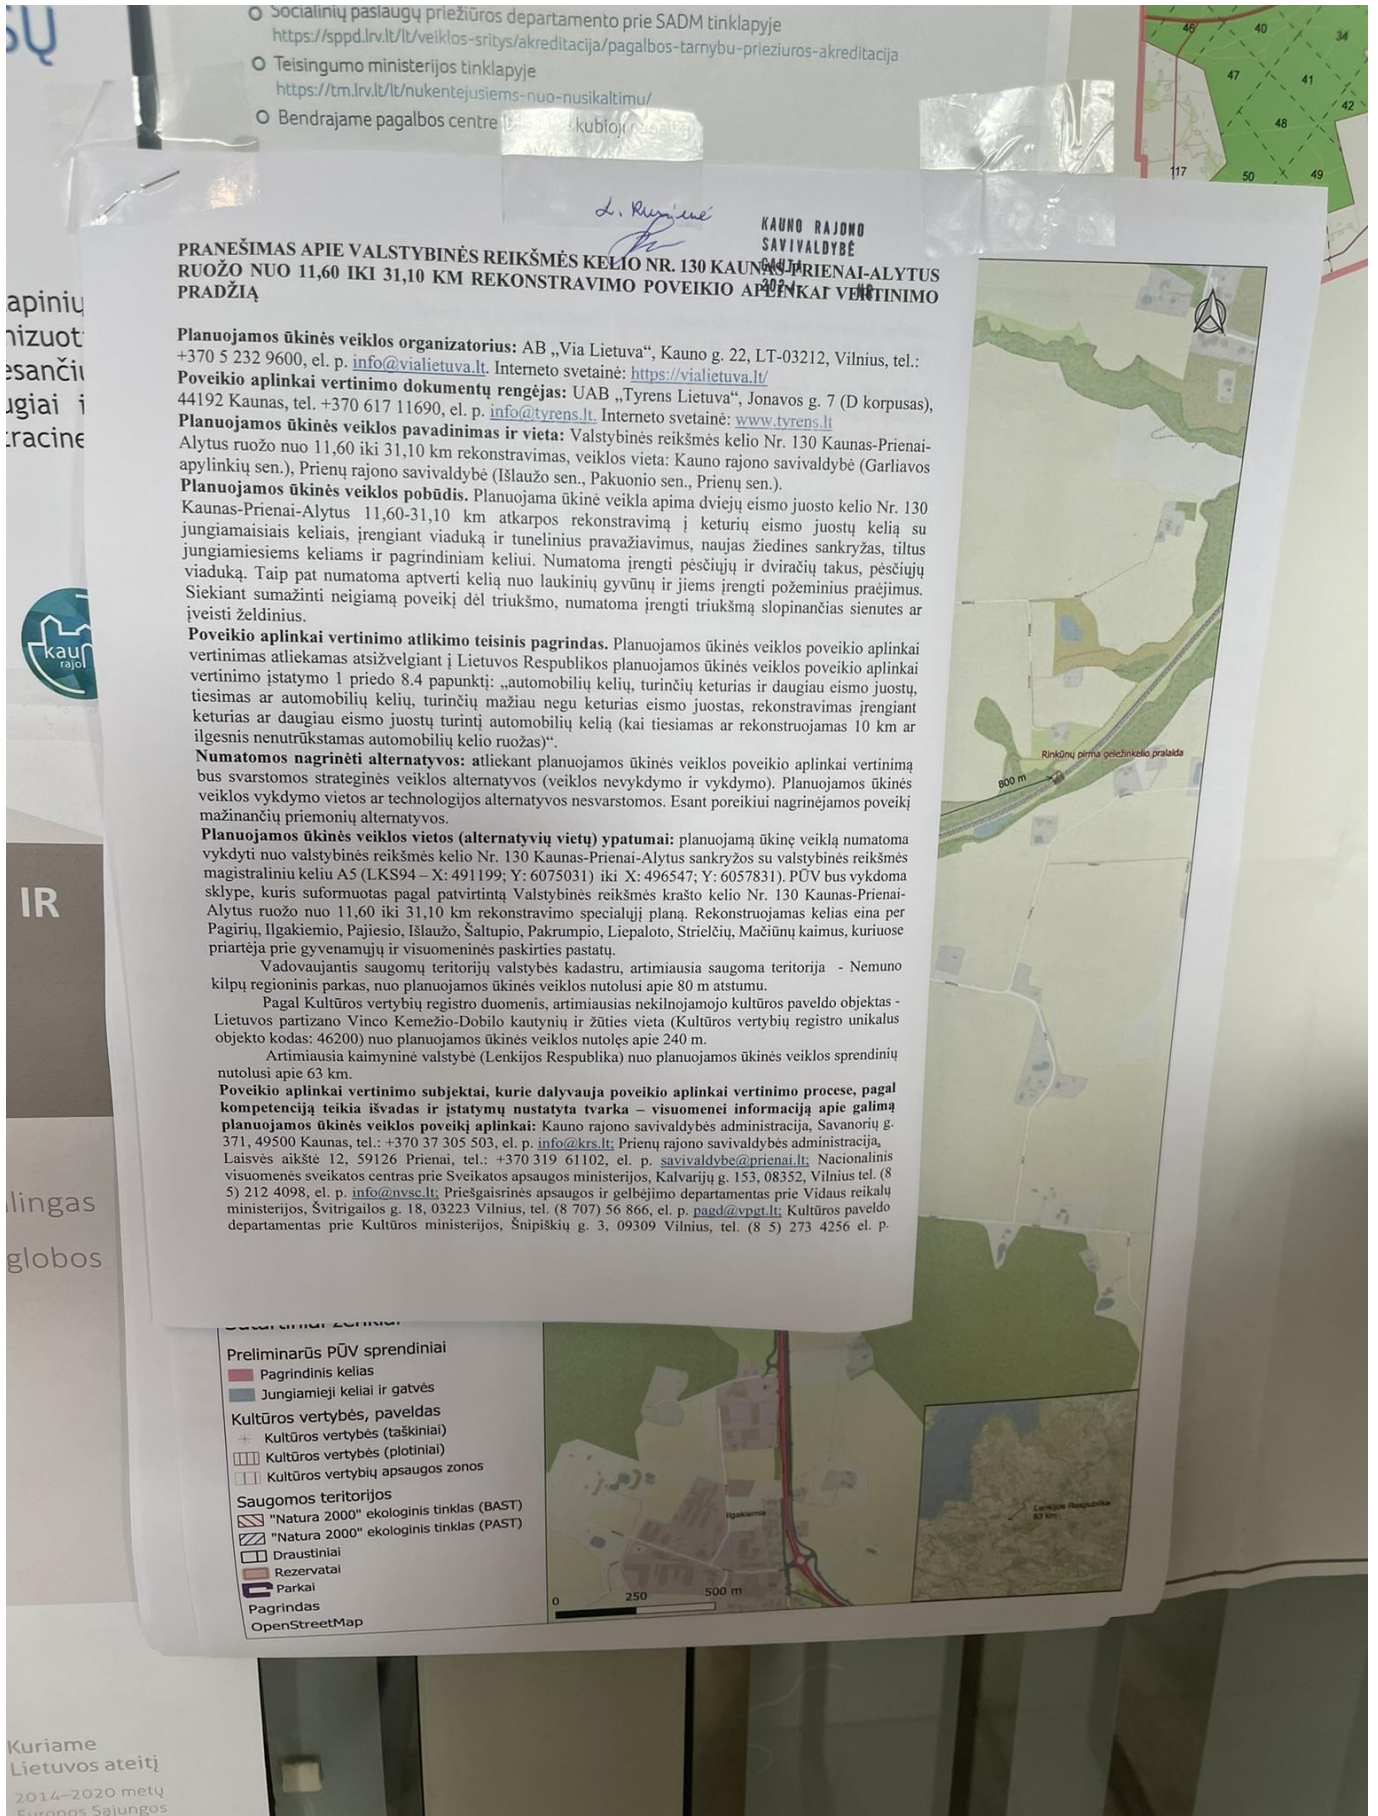 SŲ
Socialinių paslaugų priežiūros departamento prie SADM tinklapyje
https://sppd.lrv.lt/lt/veiklos-sritys/akreditacija/pagalbos-tarnybu-prieziuros-akreditacija
Teisingumo ministerijos tinklapyje
https://tm.lrv.lt/lt/nukentejusiems-nuo-nusikaltimu/
Bendrajame pagalbos centre
46
40
34
47
41
42
48
117
50
49
KAUNO RAJONO
SAVIVALDYBĖ
GAUTA
PRANEŠIMAS APIE VALSTYBINĖS REIKŠMĖS KELIO NR. 130 KAUNAS-PRIENAI-ALYTUS
RUOŽO NUO 11,60 IKI 31,10 KM REKONSTRAVIMO POVEIKIO APLINKAI VERTINIMO
PRADŽIĄ
Planuojamos ūkinės veiklos organizatorius: AB „Via Lietuva“, Kauno g. 22, LT-03212, Vilnius, tel.:
+370 5 232 9600, el. p. info@vialietuva.lt. Interneto svetainė: https://vialietuva.lt/
Poveikio aplinkai vertinimo dokumentų rengėjas: UAB „Tyrens Lietuva“, Jonavos g. 7 (D korpusas),
44192 Kaunas, tel. +370 617 11690, el. p. info@tyrens.lt. Interneto svetainė: www.tyrens.lt
Planuojamos ūkinės veiklos pavadinimas ir vieta: Valstybinės reikšmės kelio Nr. 130 Kaunas-Prienai-
Alytus ruožo nuo 11,60 iki 31,10 km rekonstravimas, veiklos vieta: Kauno rajono savivaldybė (Garliavos
apylinkių sen.), Prienų rajono savivaldybė (Išlaužo sen., Pakuonio sen., Prienų sen.).
Planuojamos ūkinės veiklos pobūdis. Planuojama ūkinė veikla apima dviejų eismo juosto kelio Nr. 130
Kaunas-Prienai-Alytus 11,60-31,10 km atkarpos rekonstravimą į keturių eismo juostų kelią su
jungiamaisiais keliais, įrengiant viaduką ir tunelinius pravažiavimus, naujas žiedines sankryžas, tiltus
jungiamiesiems keliams ir pagrindiniam keliui. Numatoma įrengti pėsčiųjų ir dviračių takus, pėsčiųjų
viaduką. Taip pat numatoma aptverti kelią nuo laukinių gyvūnų ir jiems įrengti požeminius praėjimus.
Siekiant sumažinti neigiamą poveikį dėl triukšmo, numatoma įrengti triukšmą slopinančias sienutes ar
įveisti želdinius.
Poveikio aplinkai vertinimo atlikimo teisinis pagrindas. Planuojamos ūkinės veiklos poveikio aplinkai
vertinimas atliekamas atsižvelgiant į Lietuvos Respublikos planuojamos ūkinės veiklos poveikio aplinkai
vertinimo įstatymo 1 priedo 8.4 papunktį: „automobilių kelių, turinčių keturias ir daugiau eismo juostų,
tiesimas ar automobilių kelių, turinčių mažiau negu keturias eismo juostas, rekonstravimas įrengiant
keturias ar daugiau eismo juostų turintį automobilių kelią (kai tiesiamas ar rekonstruojamas 10 km ar
ilgesnis nenutrūkstamas automobilių kelio ruožas)“.
Numatomos nagrinėti alternatyvos: atliekant planuojamos ūkinės veiklos poveikio aplinkai vertinimą
bus svarstomos strateginės veiklos alternatyvos (veiklos nevykdymo ir vykdymo). Planuojamos ūkinės
veiklos vykdymo vietos ar technologijos alternatyvos nesvarstomos. Esant poreikiui nagrinėjamos poveikį
mažinančių priemonių alternatyvos.
Planuojamos ūkinės veiklos vietos (alternatyvių vietų) ypatumai: planuojamą ūkinę veiklą numatoma
vykdyti nuo valstybinės reikšmės kelio Nr. 130 Kaunas-Prienai-Alytus sankryžos su valstybinės reikšmės
magistraliniu keliu A5 (LKS94 – X: 491199; Y: 6075031) iki X: 496547; Y: 6057831). PŪV bus vykdoma
sklype, kuris suformuotas pagal patvirtintą Valstybinės reikšmės krašto kelio Nr. 130 Kaunas-Prienai-
Alytus ruožo nuo 11,60 iki 31,10 km rekonstravimo specialųjį planą. Rekonstruojamas kelias eina per
Pagirių, Ilgakiemio, Pajiesio, Išlaužo, Šaltupio, Pakrumpio, Liepaloto, Strielčių, Mačiūnų kaimus, kuriuose
priartėja prie gyvenamųjų ir visuomeninės paskirties pastatų.
Vadovaujantis saugomų teritorijų valstybės kadastru, artimiausia saugoma teritorija - Nemuno
kilpų regioninis parkas, nuo planuojamos ūkinės veiklos nutolusi apie 80 m atstumu.
Pagal Kultūros vertybių registro duomenis, artimiausias nekilnojamojo kultūros paveldo objektas -
Lietuvos partizano Vinco Kemežio-Dobilo kautynių ir žūties vieta (Kultūros vertybių registro unikalus
objekto kodas: 46200) nuo planuojamos ūkinės veiklos nutolęs apie 240 m.
Artimiausia kaimyninė valstybė (Lenkijos Respublika) nuo planuojamos ūkinės veiklos sprendinių
nutolusi apie 63 km.
Poveikio aplinkai vertinimo subjektai, kurie dalyvauja poveikio aplinkai vertinimo procese, pagal
kompetenciją teikia išvadas ir įstatymų nustatyta tvarka – visuomenei informaciją apie galimą
planuojamos ūkinės veiklos poveikį aplinkai: Kauno rajono savivaldybės administracija, Savanorių g.
371, 49500 Kaunas, tel.: +370 37 305 503, el. p. info@krs.lt; Prienų rajono savivaldybės administracija,
Laisvės aikštė 12, 59126 Prienai, tel.: +370 319 61102, el. p. savivaldybe@prienai.lt; Nacionalinis
visuomenės sveikatos centras prie Sveikatos apsaugos ministerijos, Kalvarijų g. 153, 08352, Vilnius tel. (8
5) 212 4098, el. p. info@nvsc.lt; Priešgaisrinės apsaugos ir gelbėjimo departamentas prie Vidaus reikalų
ministerijos, Švitrigailos g. 18, 03223 Vilnius, tel. (8 707) 56 866, el. p. pagd@vpgt.lt; Kultūros paveldo
departamentas prie Kultūros ministerijos, Šnipiškių g. 3, 09309 Vilnius, tel. (8 5) 273 4256 el. p.
Rinkūnų pirma geležinkelio pralaida
800 m
Preliminarūs PŪV sprendiniai
Pagrindinis kelias
Jungiamieji keliai ir gatvės
Kultūros vertybės, paveldas
Kultūros vertybės (taškiniai)
Kultūros vertybės (plotiniai)
Kultūros vertybių apsaugos zonos
Saugomos teritorijos
"Natura 2000" ekologinis tinklas (BAST)
"Natura 2000" ekologinis tinklas (PAST)
Draustiniai
Rezervatai
Parkai
Pagrindas
OpenStreetMap
Ilgakiemis
0
250
500 m
Lenkijos Respublika
63 km
apinių
nizuot
esančių
ugiai i
tracine
kaun
rajo
IR
lingas
globos
Kuriame
Lietuvos ateitį
2014–2020 metų
Europos Sąjungos